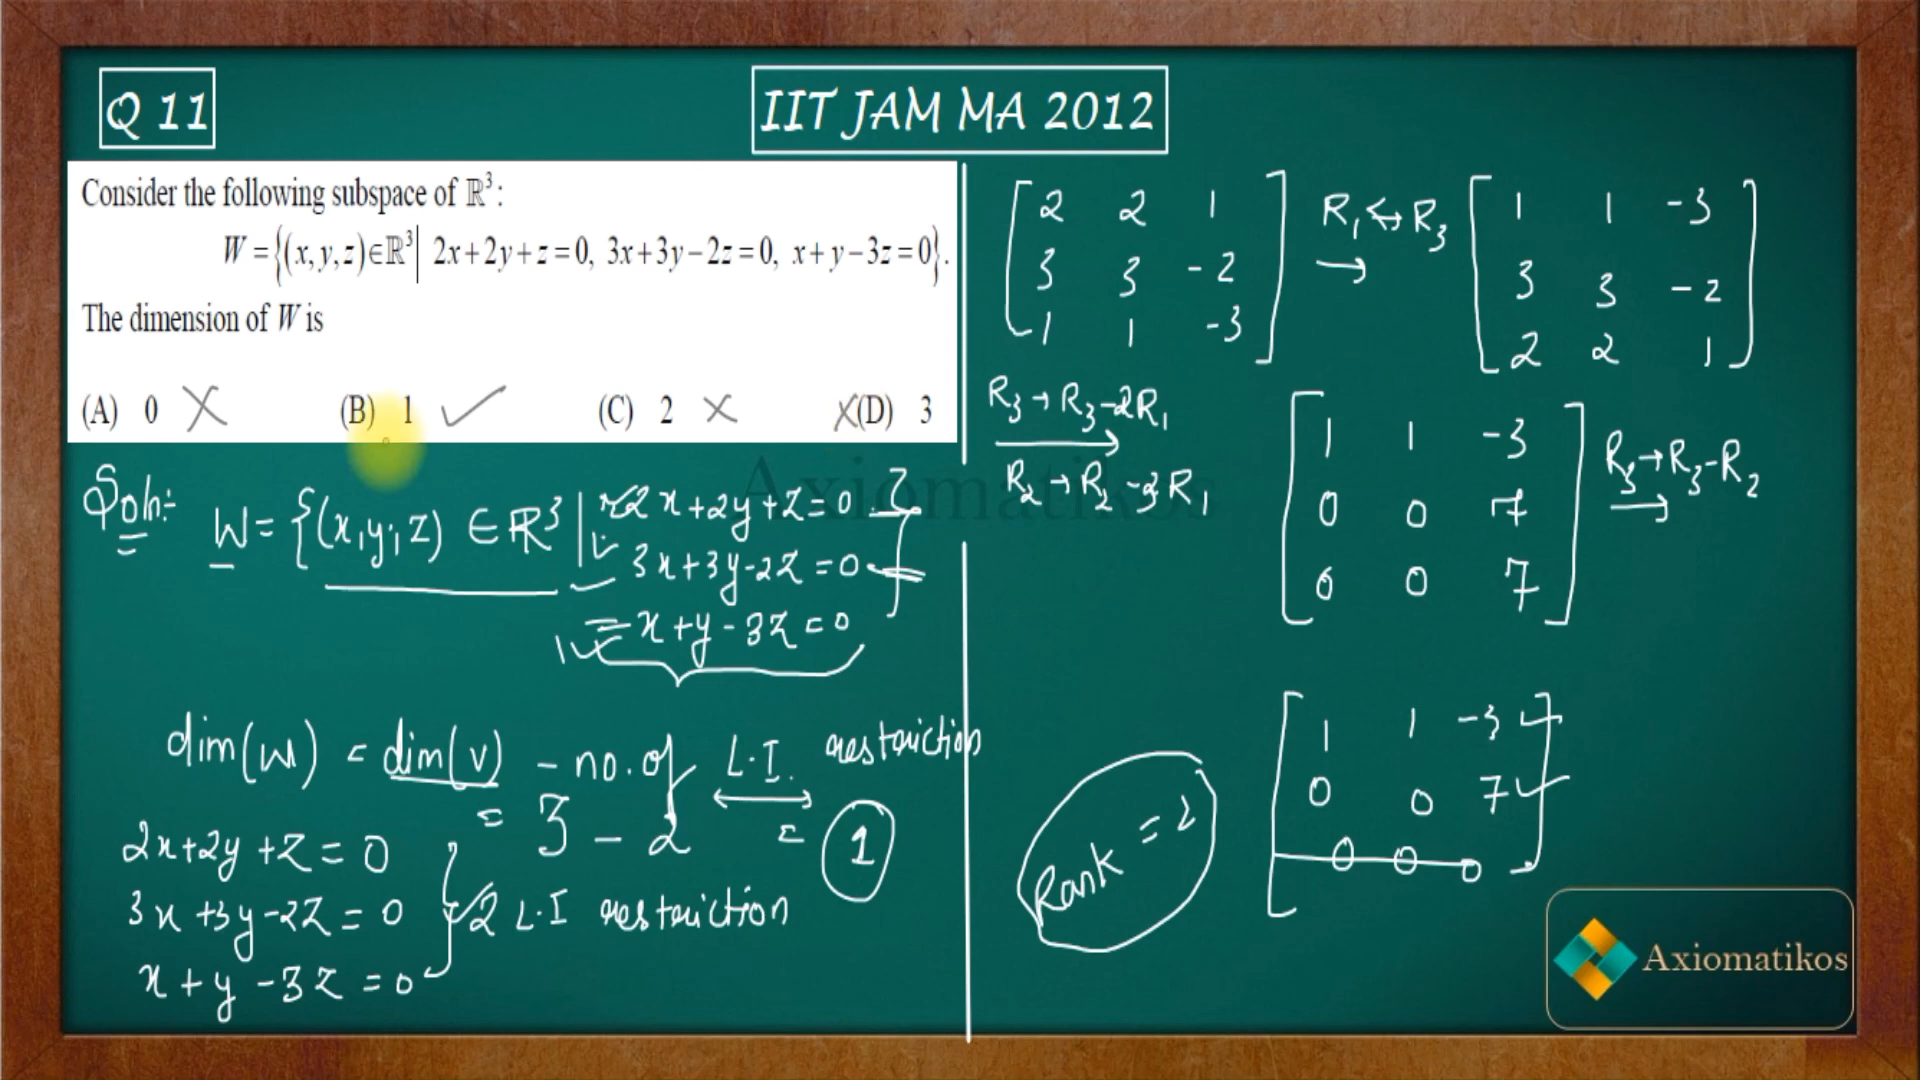 Q 11
IIT JAM MA 2012
Consider the following subspace of ℝ³:
W = {(x, y, z) ∈ ℝ³ | 2x + 2y + z = 0, 3x + 3y − 2z = 0, x + y − 3z = 0}.
The dimension of W is
(A) 0 ✗ (B) 1 ✓ (C) 2 ✗ ✗(D) 3
Soln:-
W = {(x, y, z) ∈ ℝ³ | 2x+2y+z=0
3x+3y-2z=0
x+y-3z=0
dim(W) = dim(V) - no. of L.I. restriction
= 3 - 2 = 1
2x+2y+z=0
3x+3y-2z=0
x+y-3z=0
2 L.I restriction
2 2 1
3 3 -2
1 1 -3
R₁↔R₃
→
1 1 -3
3 3 -2
2 2 1
R₃→R₃-2R₁
R₂→R₂-3R₁
1 1 -3
0 0 7
0 0 7
R₃→R₃-R₂
→
1 1 -3
0 0 7
0 0 0
Rank = 2
Axiomatikos
Axiomatikos